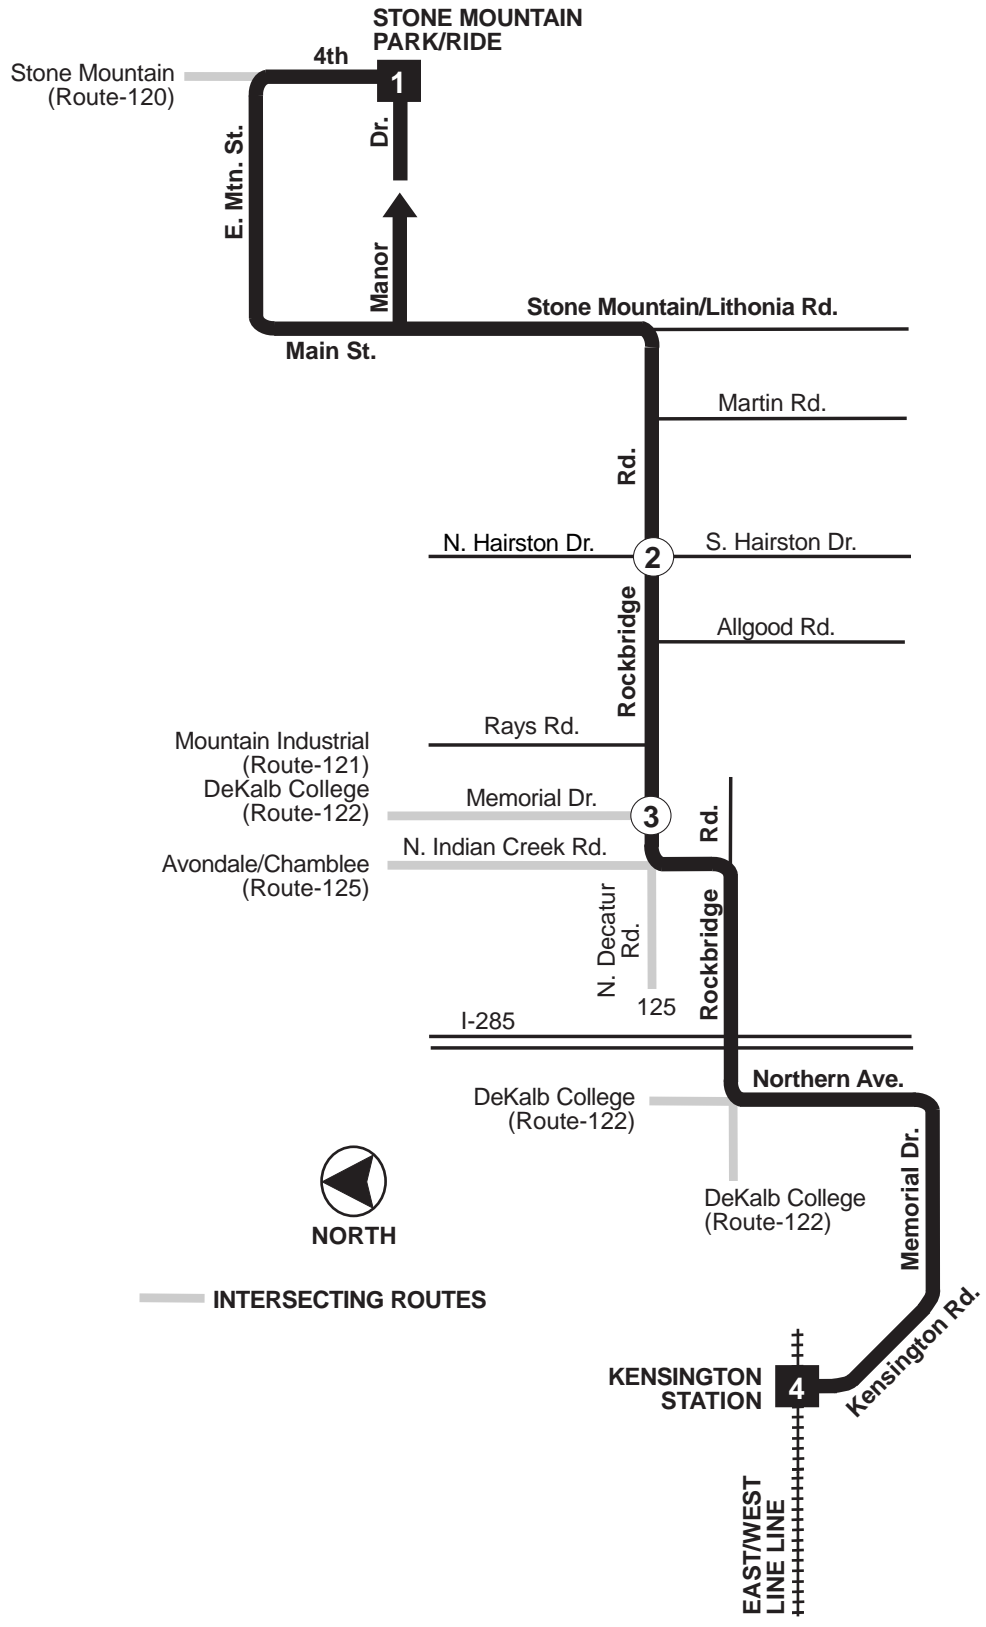 STONE MOUNTAIN
PARK/RIDE
4th
1
Stone Mountain
(Route-120)
Dr.
E. Mtn. St.
Manor
Stone Mountain/Lithonia Rd.
Main St.
Martin Rd.
Rd.
N. Hairston Dr.
2
S. Hairston Dr.
Rockbridge
Allgood Rd.
Rays Rd.
Mountain Industrial
(Route-121)
DeKalb College
(Route-122)
Memorial Dr.
3
Rd.
N. Indian Creek Rd.
Avondale/Chamblee
(Route-125)
N. Decatur
Rd.
Rockbridge
125
I-285
Northern Ave.
DeKalb College
(Route-122)
Memorial Dr.
DeKalb College
(Route-122)
NORTH
INTERSECTING ROUTES
Kensington Rd.
KENSINGTON
STATION
4
EAST/WEST
LINE LINE